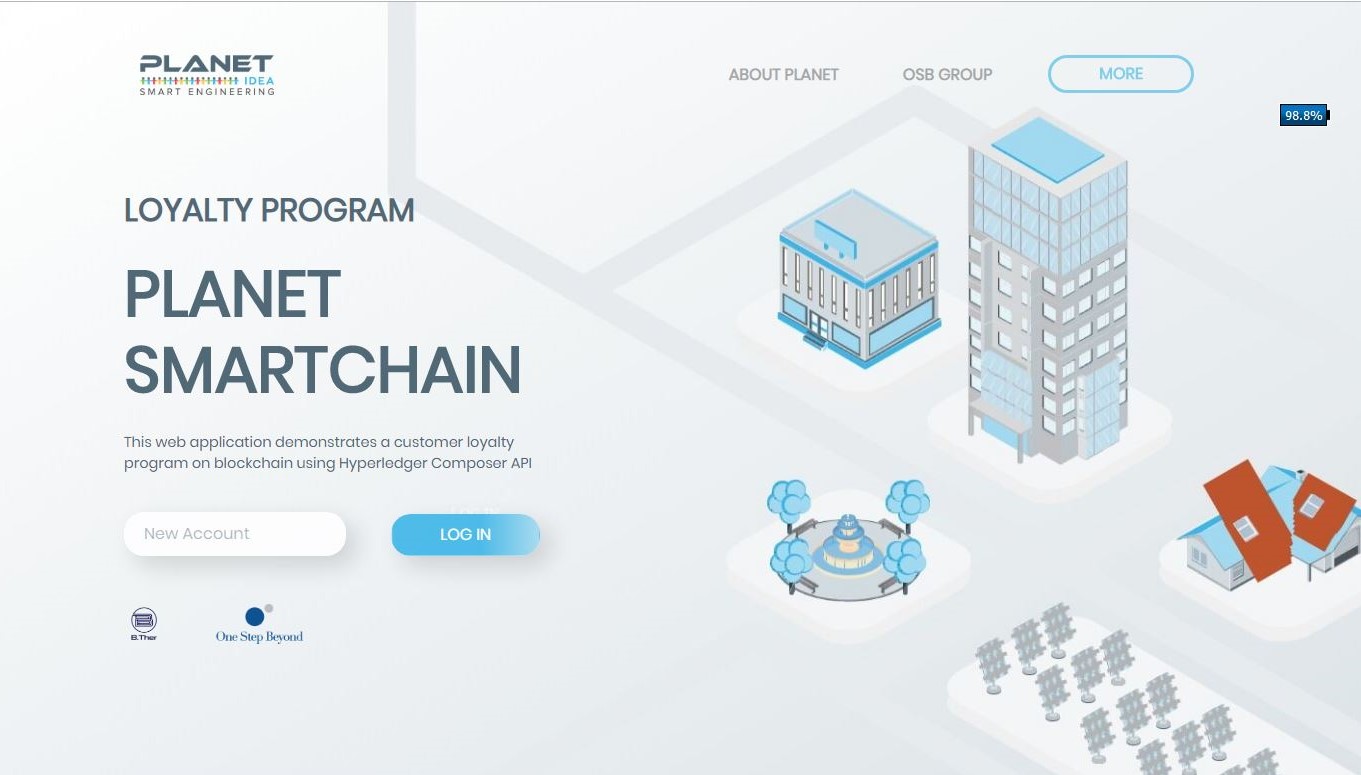 PLANET
IDEA
SMART ENGINEERING
ABOUT PLANET
OSB GROUP
MORE
98.8%
LOYALTY PROGRAM
PLANET
SMARTCHAIN
This web application demonstrates a customer loyalty
program on blockchain using Hyperledger Composer API
New Account
LOG IN
B.Ther
One Step Beyond